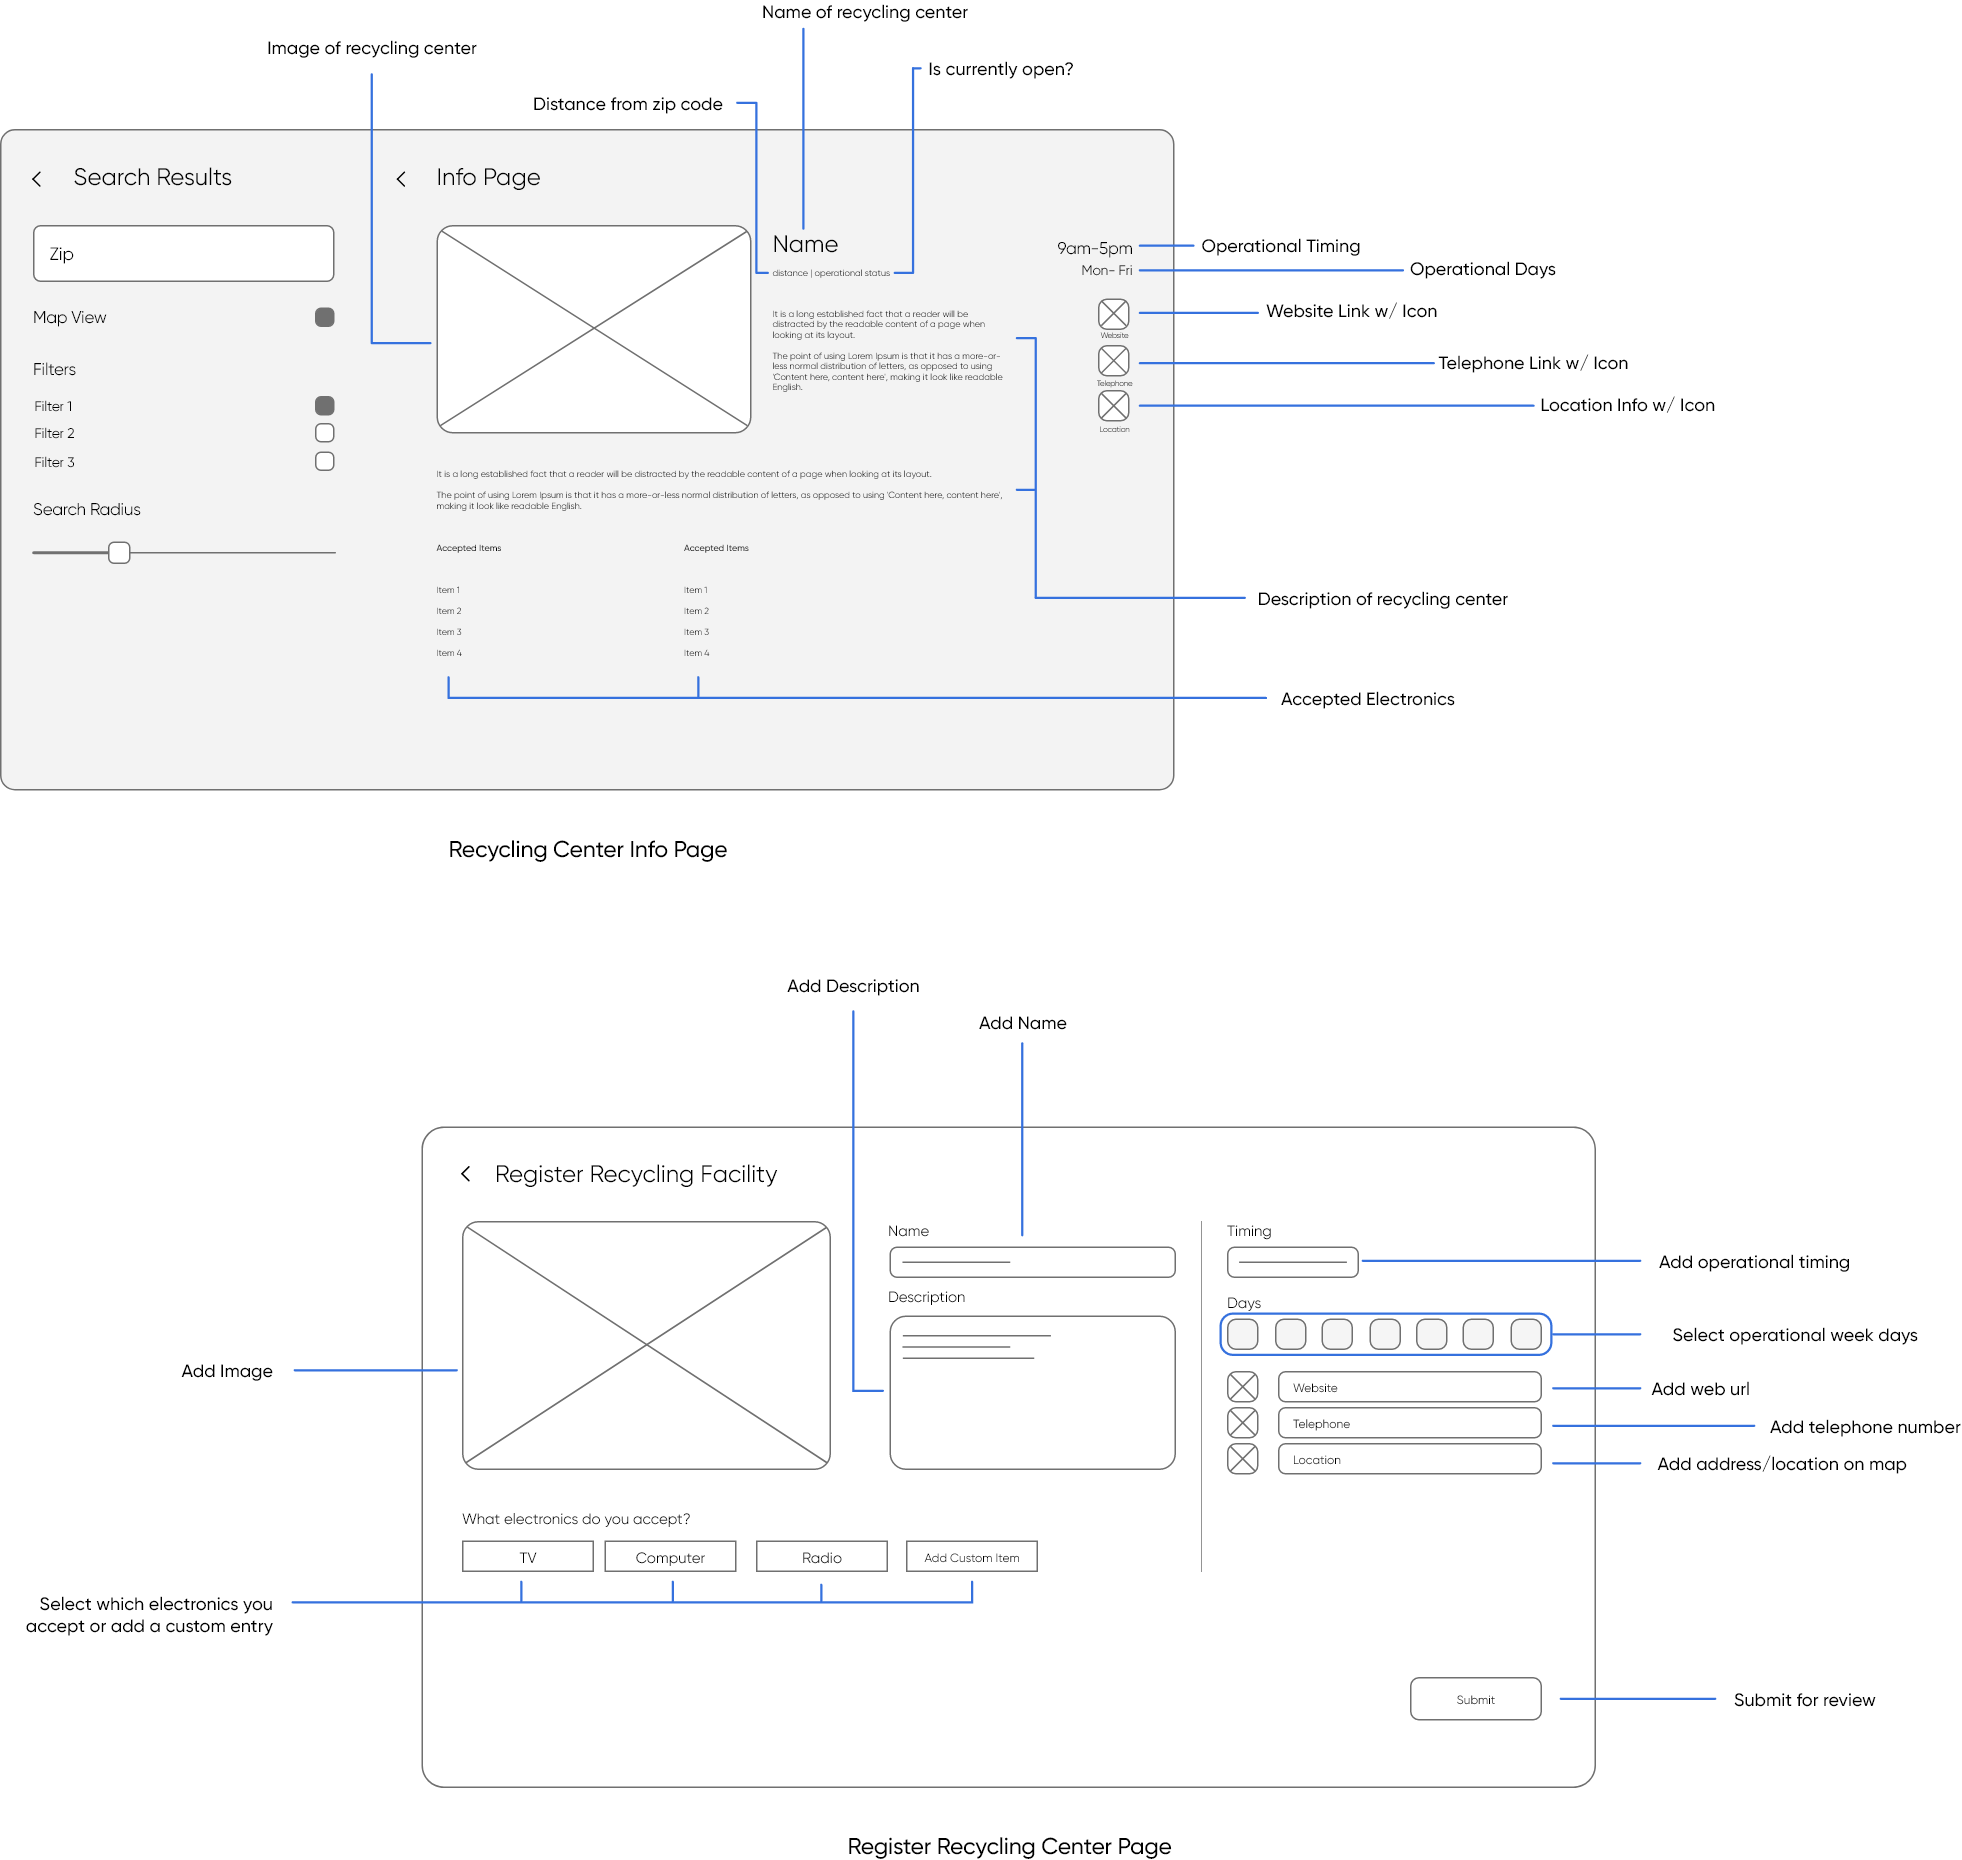 Name of recycling center
Image of recycling center
Is currently open?
Distance from zip code
Search Results
Zip
Map View
Filters
Filter 1
Filter 2
Filter 3
Search Radius
Info Page
Name
distance | operational status
It is a long established fact that a reader will be
distracted by the readable content of a page when
looking at its layout.
The point of using Lorem Ipsum is that it has a more-or-
less normal distribution of letters, as opposed to using
'Content here, content here', making it look like readable
English.
9am-5pm
Mon- Fri
Website
Telephone
Location
Operational Timing
Operational Days
Website Link w/ Icon
Telephone Link w/ Icon
Location Info w/ Icon
It is a long established fact that a reader will be distracted by the readable content of a page when looking at its layout.
The point of using Lorem Ipsum is that it has a more-or-less normal distribution of letters, as opposed to using 'Content here, content here',
making it look like readable English.
Accepted Items
Item 1
Item 2
Item 3
Item 4
Accepted Items
Item 1
Item 2
Item 3
Item 4
Description of recycling center
Accepted Electronics
Recycling Center Info Page
Add Description
Add Name
Register Recycling Facility
Add Image
Name
Description
Timing
Days
Website
Telephone
Location
Add operational timing
Select operational week days
Add web url
Add telephone number
Add address/location on map
What electronics do you accept?
TV
Computer
Radio
Add Custom Item
Select which electronics you
accept or add a custom entry
Submit
Submit for review
Register Recycling Center Page